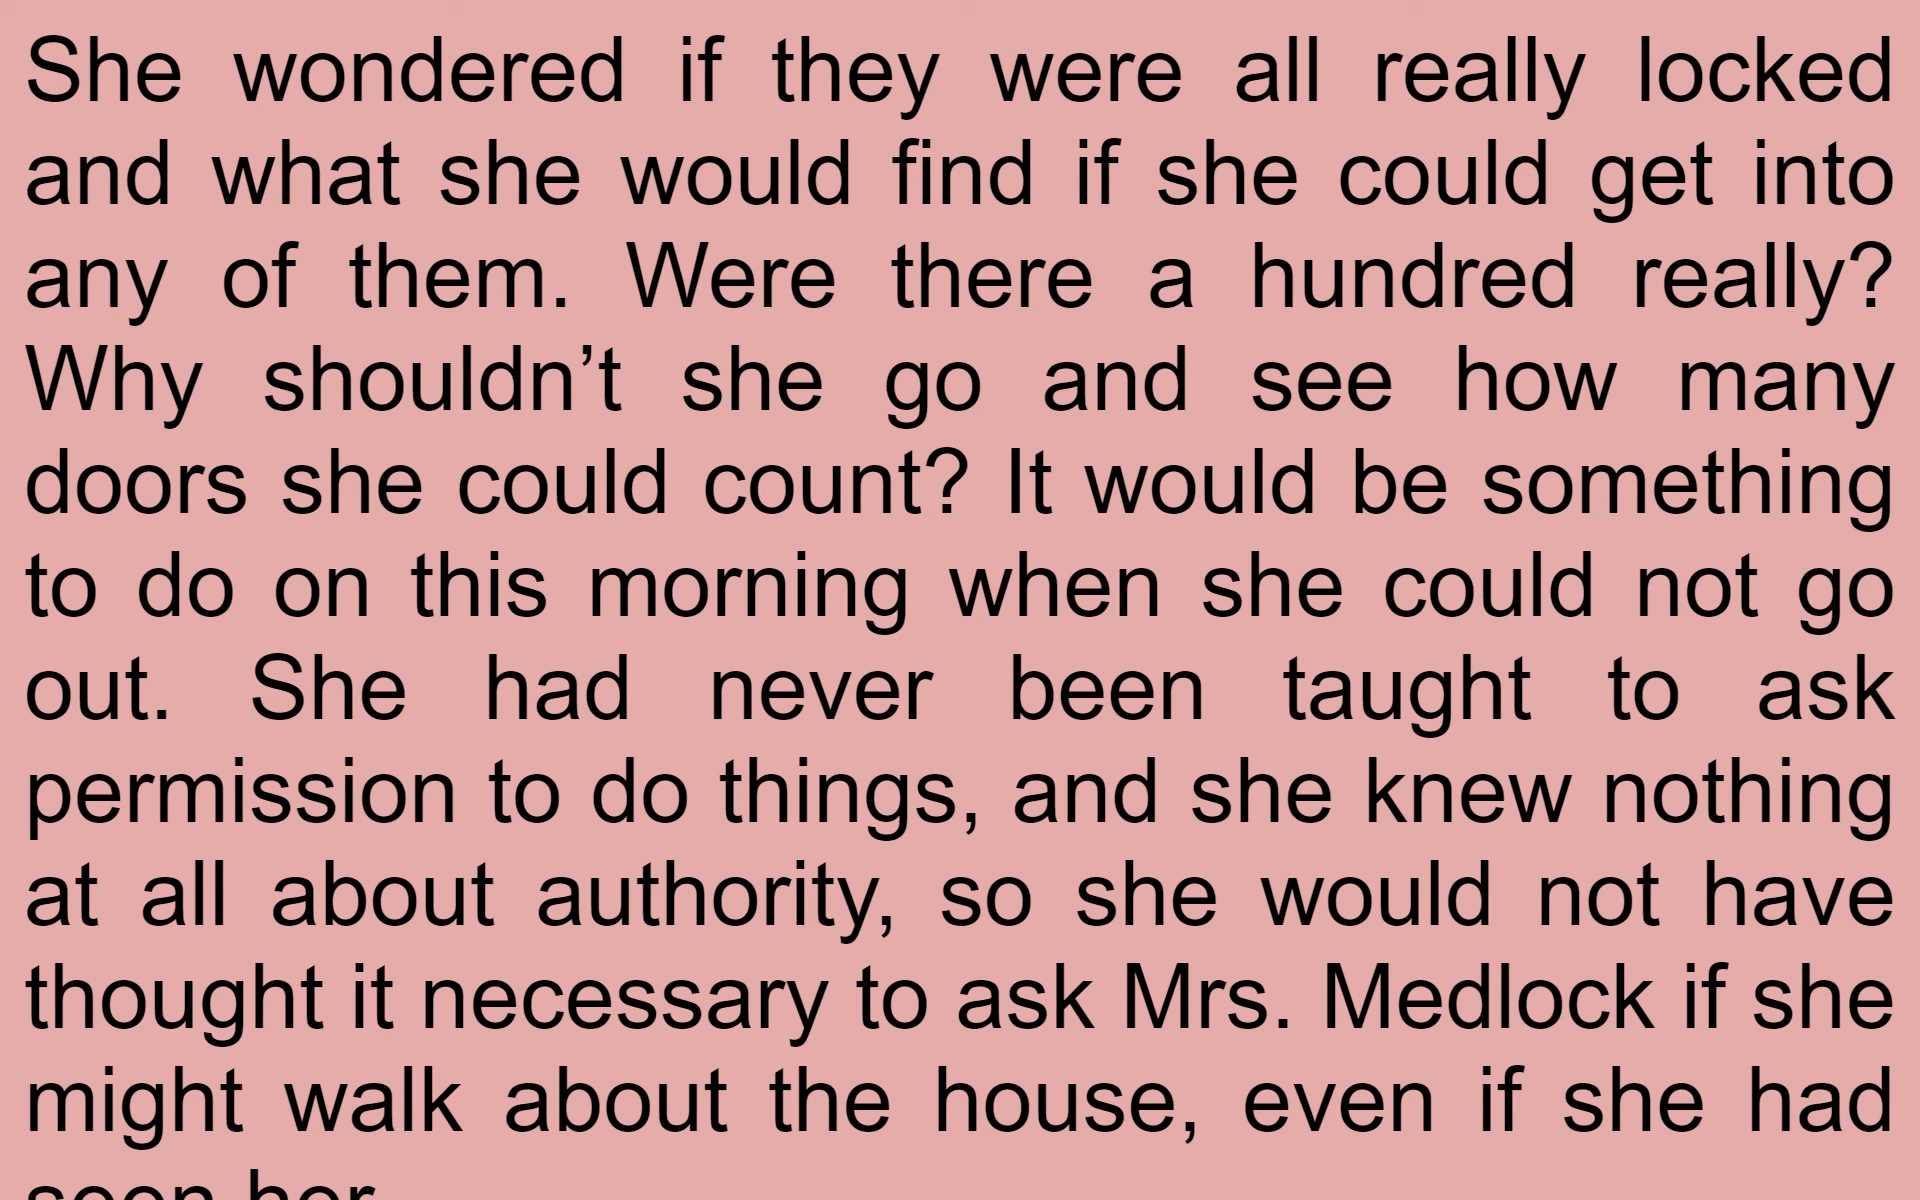 She wondered if they were all really locked
and what she would find if she could get into
any of them. Were there a hundred really?
Why shouldn’t she go and see how many
doors she could count? It would be something
to do on this morning when she could not go
out. She had never been taught to ask
permission to do things, and she knew nothing
at all about authority, so she would not have
thought it necessary to ask Mrs. Medlock if she
might walk about the house, even if she had
seen her